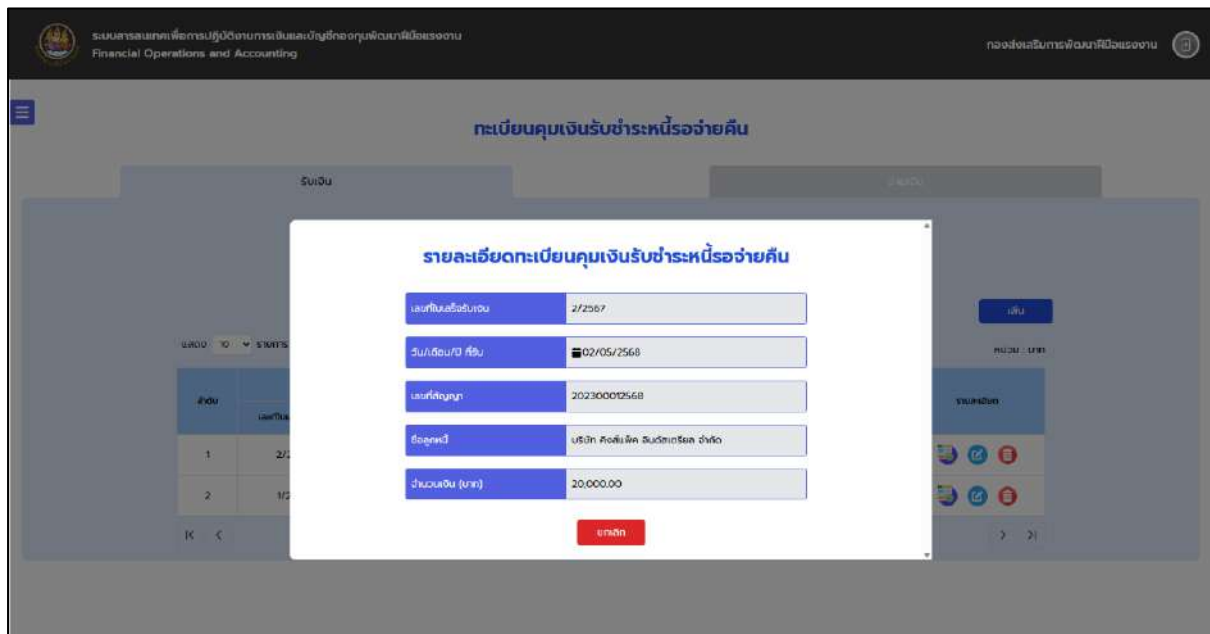 ระบบสารสนเทศเพื่อการปฏิบัติงานการเงินและบัญชีกองทุนพัฒนาฝีมือแรงงาน
Financial Operations and Accounting
กองส่งเสริมการพัฒนาฝีมือแรงงาน
ทะเบียนคุมเงินรับชำระหนี้รอจ่ายคืน
รับเงิน
จ่ายเงิน
รายละเอียดทะเบียนคุมเงินรับชำระหนี้รอจ่ายคืน
เลขที่ใบเสร็จรับเงิน 2/2567
วัน/เดือน/ปี ที่รับ 02/05/2568
เลขที่สัญญา 202300012568
ชื่อลูกหนี้ บริษัท คิงส์แพ็ค อินดัสเตรียล จำกัด
จำนวนเงิน (บาท) 20,000.00
ยกเลิก
เพิ่ม
แสดง 10 รายการ
หน่วย : บาท
ลำดับ
รายละเอียด
1
2